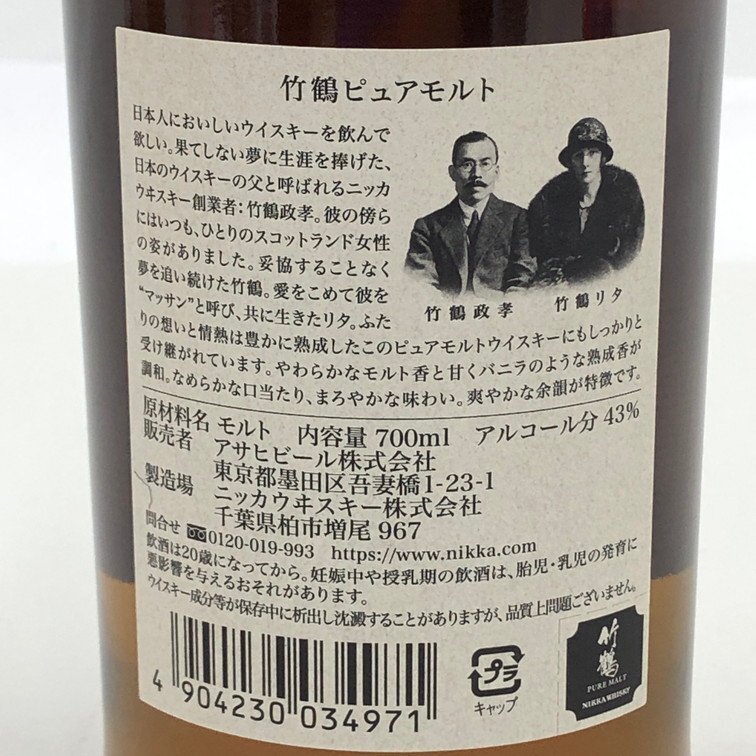 竹鶴ピュアモルト
日本人においしいウイスキーを飲んで
欲しい。果てしない夢に生涯を捧げた、
日本のウイスキーの父と呼ばれるニッカ
ウヰスキー創業者：竹鶴政孝。彼の傍ら
にはいつも、ひとりのスコットランド女性
の姿がありました。妥協することなく
夢を追い続けた竹鶴。愛をこめて彼を
“マッサン”と呼び、共に生きたリタ。ふた
りの想いと情熱は豊かに熟成したこのピュアモルトウイスキーにもしっかりと
受け継がれています。やわらかなモルト香と甘くバニラのような熟成香が
調和。なめらかな口当たり、まろやかな味わい。爽やかな余韻が特徴です。
竹鶴政孝 竹鶴リタ
原材料名 モルト 内容量 700ml アルコール分 43%
販売者 アサヒビール株式会社
東京都墨田区吾妻橋1-23-1
製造場 ニッカウヰスキー株式会社
千葉県柏市増尾 967
問合せ 0120-019-993 https://www.nikka.com
飲酒は20歳になってから。妊娠中や授乳期の飲酒は、胎児・乳児の発育に
悪影響を与えるおそれがあります。
ウイスキー成分等が保存中に析出し沈澱することがありますが、品質上問題ございません。
4 904230 034971
プラ
キャップ
竹鶴
PURE MALT
NIKKA WHISKY